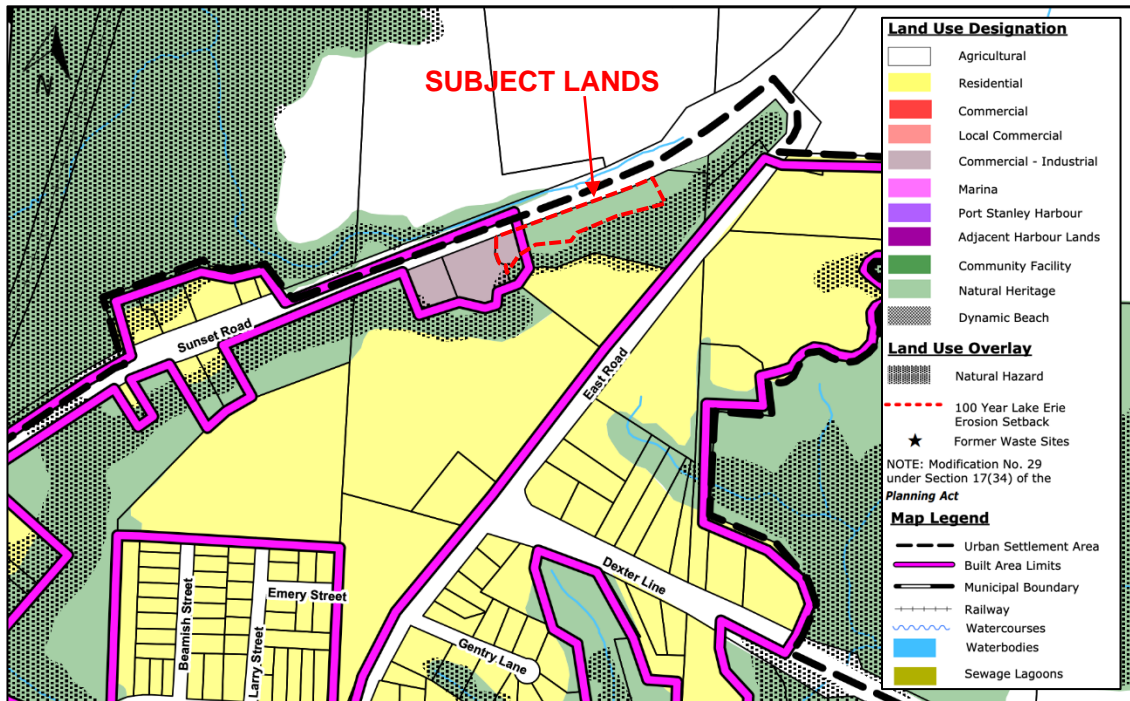 N
SUBJECT LANDS
Sunset Road
East Road
Dexter Line
Emery Street
Beamish Street
Larry Street
Gentry Lane
Land Use Designation
Agricultural
Residential
Commercial
Local Commercial
Commercial - Industrial
Marina
Port Stanley Harbour
Adjacent Harbour Lands
Community Facility
Natural Heritage
Dynamic Beach
Land Use Overlay
Natural Hazard
100 Year Lake Erie
Erosion Setback
Former Waste Sites
NOTE: Modification No. 29
under Section 17(34) of the
Planning Act
Map Legend
Urban Settlement Area
Built Area Limits
Municipal Boundary
Railway
Watercourses
Waterbodies
Sewage Lagoons